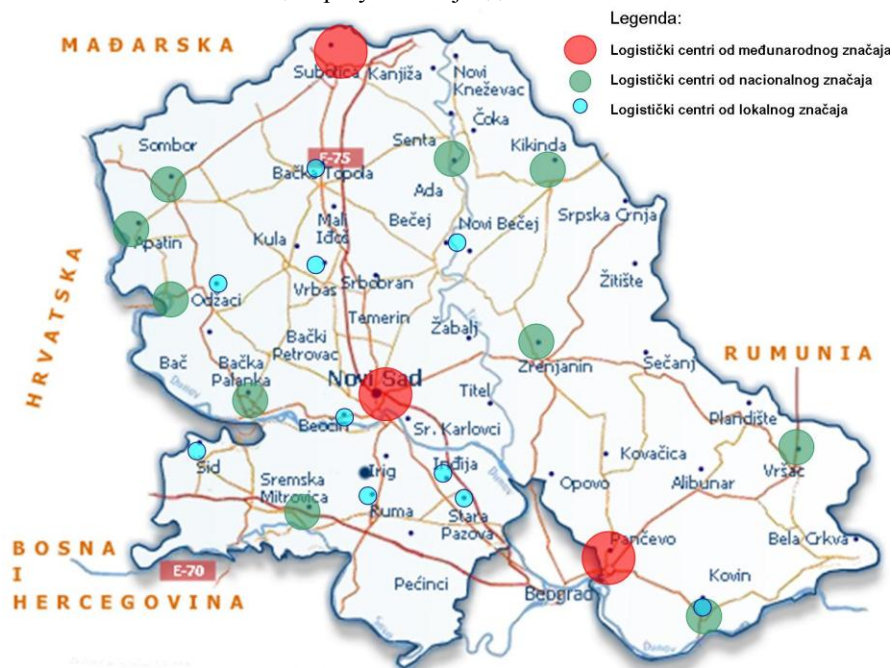 Legenda:
MAĐARSKA
Logistički centri od međunarodnog značaja
Logistički centri od nacionalnog značaja
Logistički centri od lokalnog značaja
Subotica
Kanjiža
Novi
Kneževac
Čoka
Sombor
Senta
Kikinda
E-75
Bačka Topola
Ada
Mali
Iđoš
Bečej
Novi Bečej
Srpska Crnja
Apatin
Kula
HRVATSKA
Odžaci
Vrbas
Srbobran
Žitište
Temerin
Žabalj
Bački
Petrovac
Bač
Bačka
Palanka
Zrenjanin
Sečanj
RUMUNIA
Novi Sad
Titel
Dunav
Plandište
Beočin
Sr. Karlovci
Šid
Irig
Inđija
Kovačica
Vršac
Sremska
Mitrovica
Opovo
Alibunar
Ruma
Stara
Pazova
Dunav
Pančevo
Bela Crkva
BOSNA
I
HERCEGOVINA
E-70
Pećinci
Beograd
Kovin
Sava
Dunav